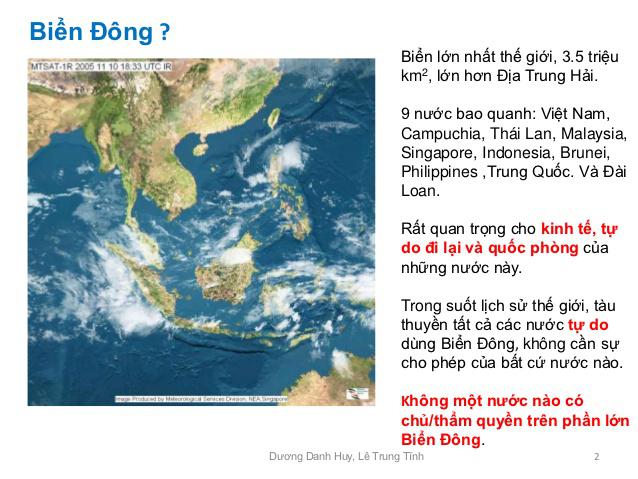 Biển Đông ?
MTSAT-1R 2005 11 10 18:33 UTC IR
Image Produced by Meteorological Services Division, NEA,Singapore
Biển lớn nhất thế giới, 3.5 triệu
km², lớn hơn Địa Trung Hải.
9 nước bao quanh: Việt Nam,
Campuchia, Thái Lan, Malaysia,
Singapore, Indonesia, Brunei,
Philippines ,Trung Quốc. Và Đài
Loan.
Rất quan trọng cho kinh tế, tự
do đi lại và quốc phòng của
những nước này.
Trong suốt lịch sử thế giới, tàu
thuyền tất cả các nước tự do
dùng Biển Đông, không cần sự
cho phép của bất cứ nước nào.
Không một nước nào có
chủ/thẩm quyền trên phần lớn
Biển Đông.
Dương Danh Huy, Lê Trung Tĩnh
2